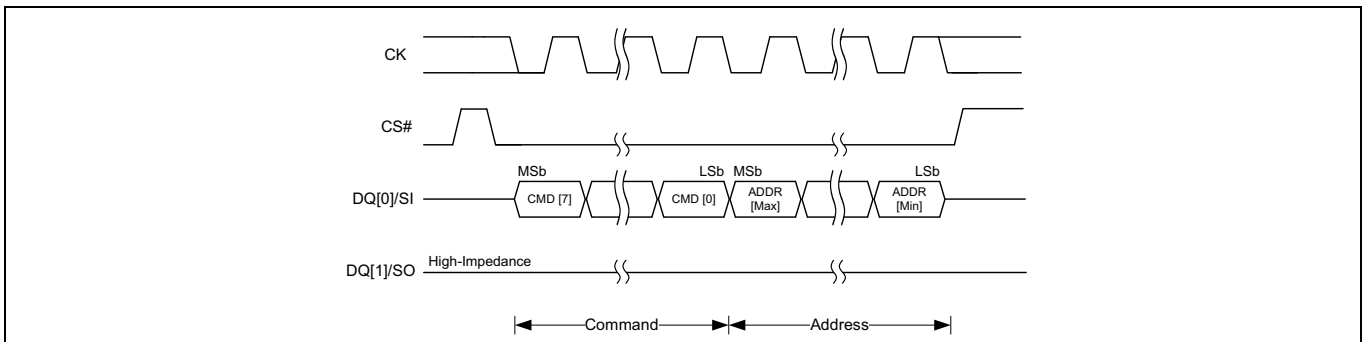 CK
CS#
MSb LSb MSb LSb
DQ[0]/SI CMD [7] CMD [0] ADDR [Max] ADDR [Min]
High-Impedance
DQ[1]/SO
Command Address